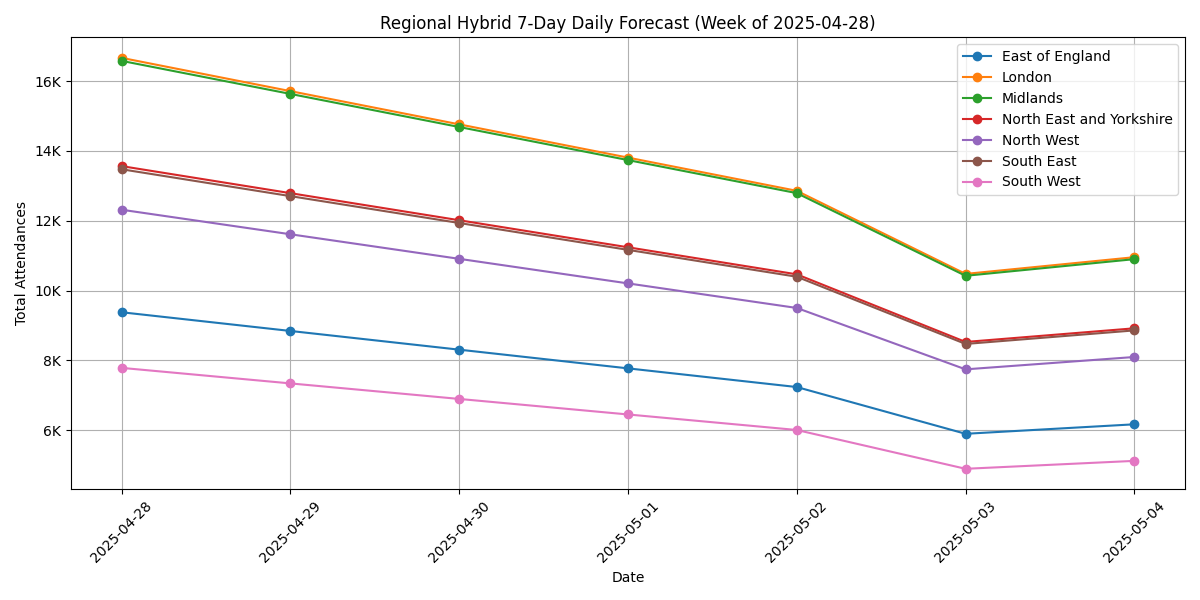 Regional Hybrid 7-Day Daily Forecast (Week of 2025-04-28)
East of England
London
Midlands
North East and Yorkshire
North West
South East
South West
Total Attendances
16K
14K
12K
10K
8K
6K
2025-04-28
2025-04-29
2025-04-30
2025-05-01
2025-05-02
2025-05-03
2025-05-04
Date